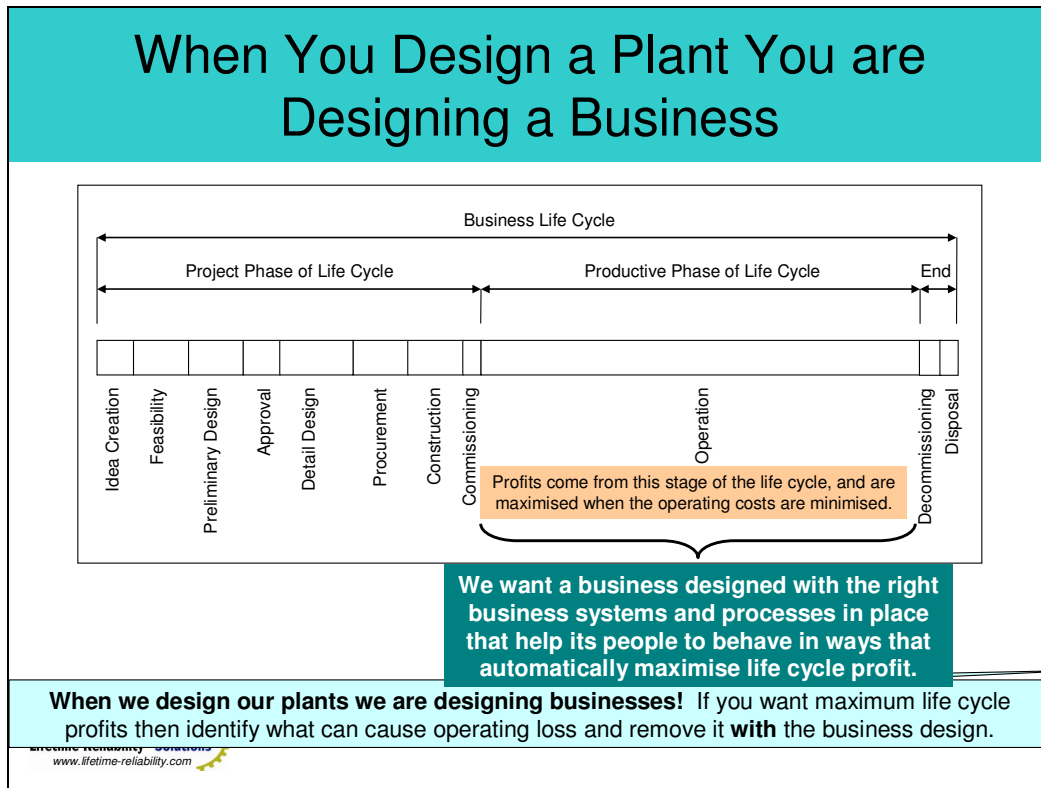 When You Design a Plant You are
Designing a Business
Business Life Cycle
Project Phase of Life Cycle
Productive Phase of Life Cycle
End
Idea Creation
Feasibility
Preliminary Design
Approval
Detail Design
Procurement
Construction
Commissioning
Operation
Decommissioning
Disposal
Profits come from this stage of the life cycle, and are
maximised when the operating costs are minimised.
We want a business designed with the right
business systems and processes in place
that help its people to behave in ways that
automatically maximise life cycle profit.
When we design our plants we are designing businesses! If you want maximum life cycle
profits then identify what can cause operating loss and remove it with the business design.
Lifetime Reliability Solutions
www.lifetime-reliability.com